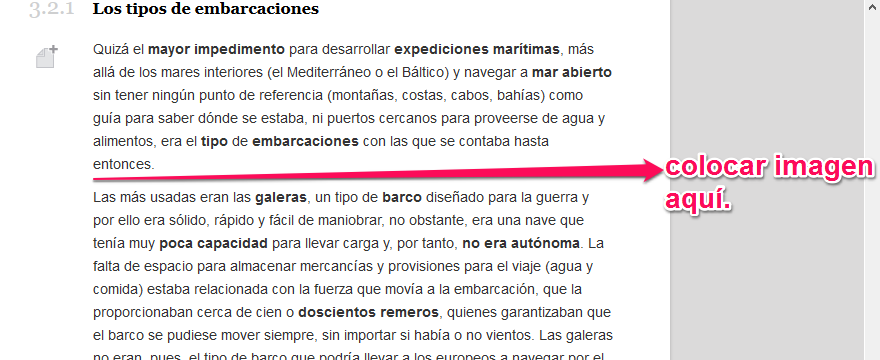 3.2.1 Los tipos de embarcaciones
Quizá el mayor impedimento para desarrollar expediciones marítimas, más
allá de los mares interiores (el Mediterráneo o el Báltico) y navegar a mar abierto
sin tener ningún punto de referencia (montañas, costas, cabos, bahías) como
guía para saber dónde se estaba, ni puertos cercanos para proveerse de agua y
alimentos, era el tipo de embarcaciones con las que se contaba hasta
entonces.
colocar imagen
aquí.
Las más usadas eran las galeras, un tipo de barco diseñado para la guerra y
por ello era sólido, rápido y fácil de maniobrar, no obstante, era una nave que
tenía muy poca capacidad para llevar carga y, por tanto, no era autónoma. La
falta de espacio para almacenar mercancías y provisiones para el viaje (agua y
comida) estaba relacionada con la fuerza que movía a la embarcación, que la
proporcionaban cerca de cien o doscientos remeros, quienes garantizaban que
el barco se pudiese mover siempre, sin importar si había o no vientos. Las galeras
no eran, pues, el tipo de barco que podría llevar a los europeos a navegar por el